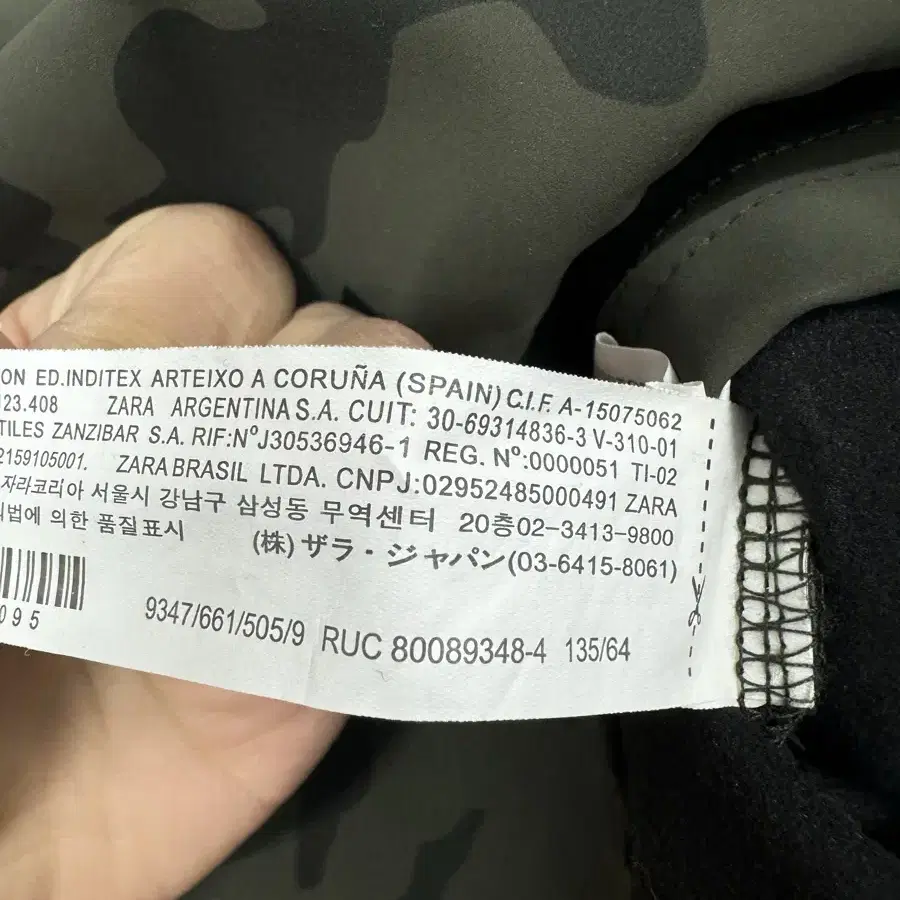 ON ED.INDITEX ARTEIXO A CORUÑA (SPAIN) C.I.F. A-15075062
123.408 ZARA ARGENTINA S.A. CUIT: 30-69314836-3 V-310-01
TILES ZANZIBAR S.A. RIF:NºJ30536946-1 REG. Nº:0000051 TI-02
2159105001. ZARA BRASIL LTDA. CNPJ:02952485000491 ZARA
자라코리아 서울시 강남구 삼성동 무역센터 20층02-3413-9800
법에 의한 품질표시 (株) ザラ・ジャパン(03-6415-8061)
095
9347/661/505/9 RUC 80089348-4 135/64